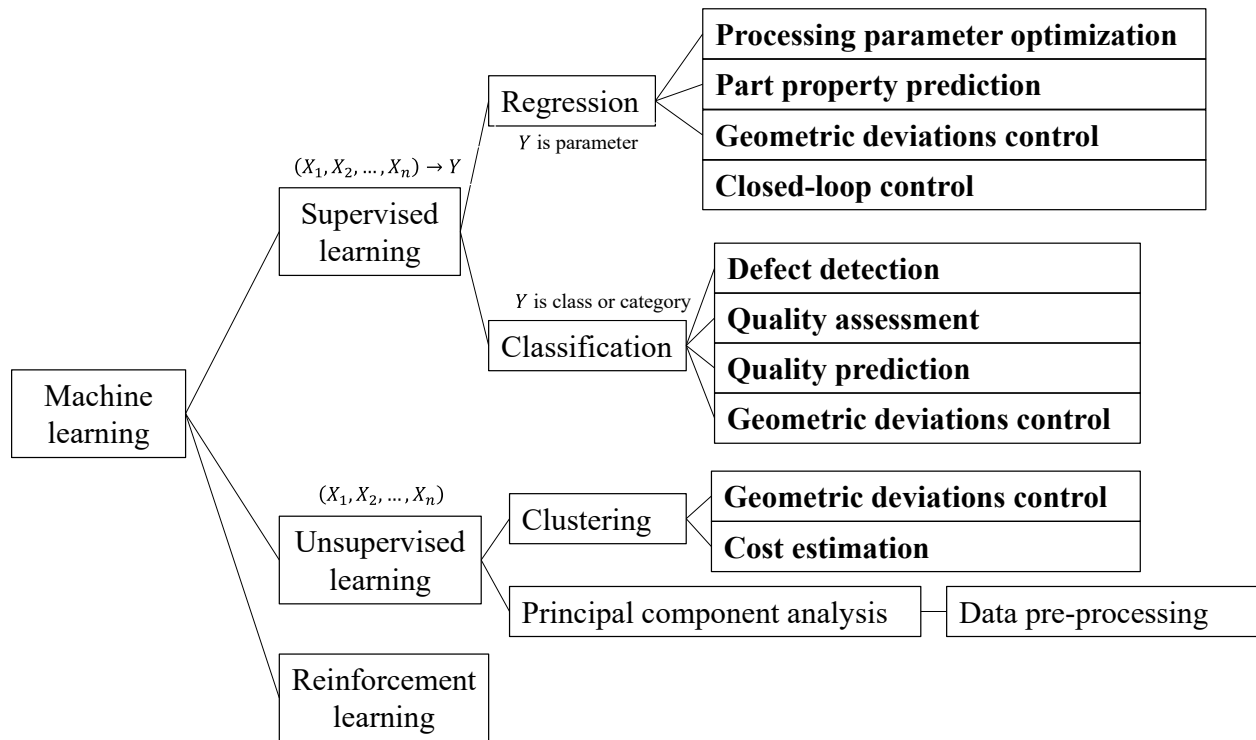 Machine
learning
(X₁, X₂, …, Xₙ) → Y
Supervised
learning
Regression
Y is parameter
Processing parameter optimization
Part property prediction
Geometric deviations control
Closed-loop control
Y is class or category
Classification
Defect detection
Quality assessment
Quality prediction
Geometric deviations control
(X₁, X₂, …, Xₙ)
Unsupervised
learning
Clustering
Geometric deviations control
Cost estimation
Principal component analysis
Data pre-processing
Reinforcement
learning